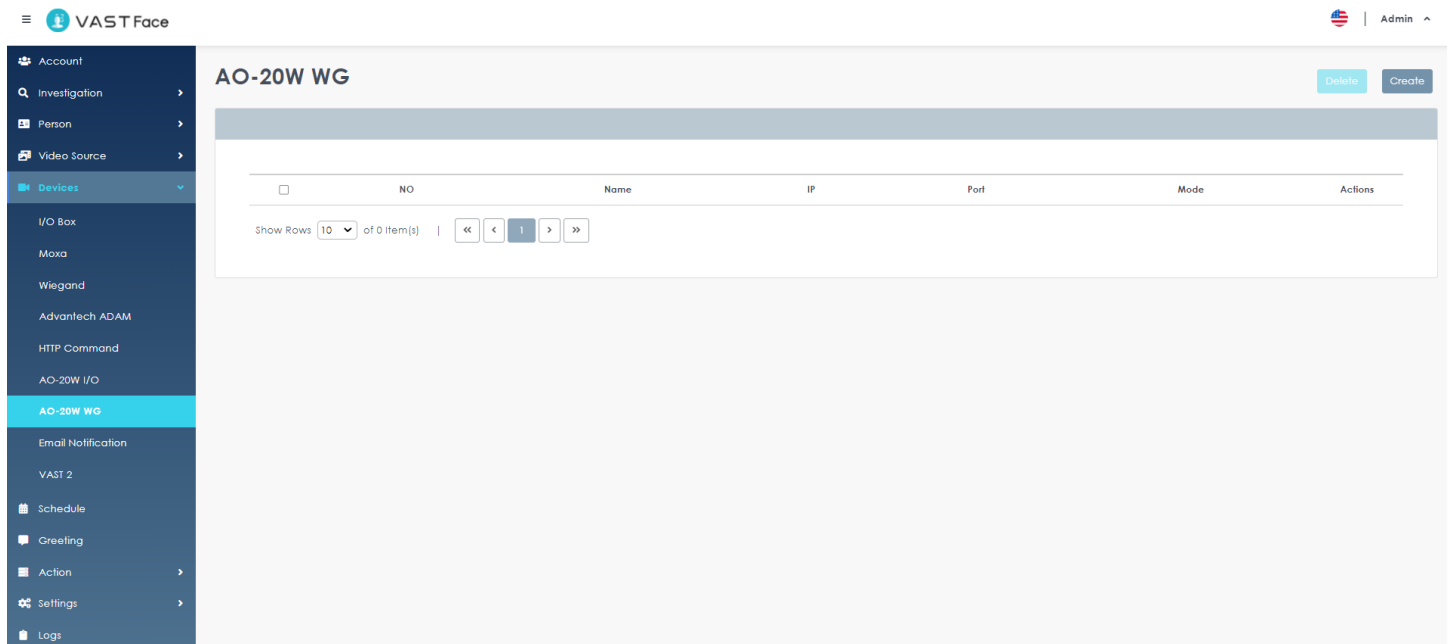 VAST Face
Admin
Account
Investigation
Person
Video Source
Devices
I/O Box
Moxa
Wiegand
Advantech ADAM
HTTP Command
AO-20W I/O
AO-20W WG
Email Notification
VAST 2
Schedule
Greeting
Action
Settings
Logs
AO-20W WG
Delete Create
NO Name IP Port Mode Actions
Show Rows 10 of 0 Item(s) | « < 1 > »